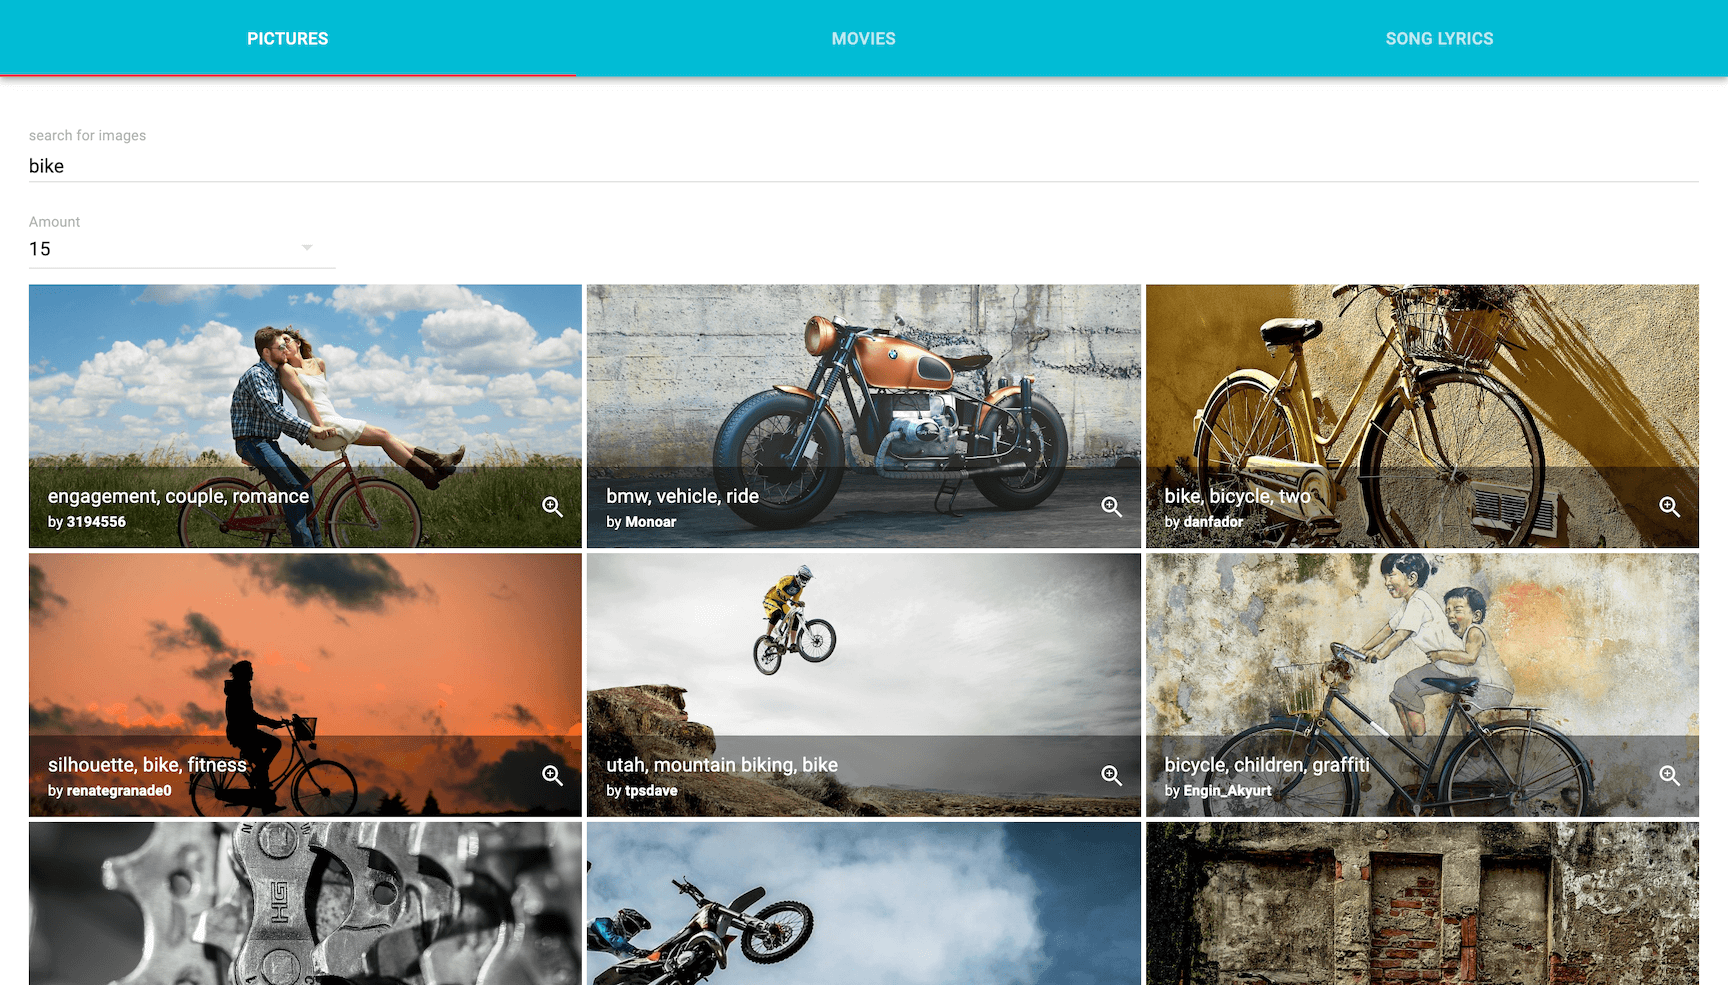 PICTURES
MOVIES
SONG LYRICS
search for images
bike
Amount
15
engagement, couple, romance
by 3194556
bmw, vehicle, ride
by Monoar
bike, bicycle, two
by danfador
silhouette, bike, fitness
by renategranade0
utah, mountain biking, bike
by tpsdave
bicycle, children, graffiti
by Engin_Akyurt